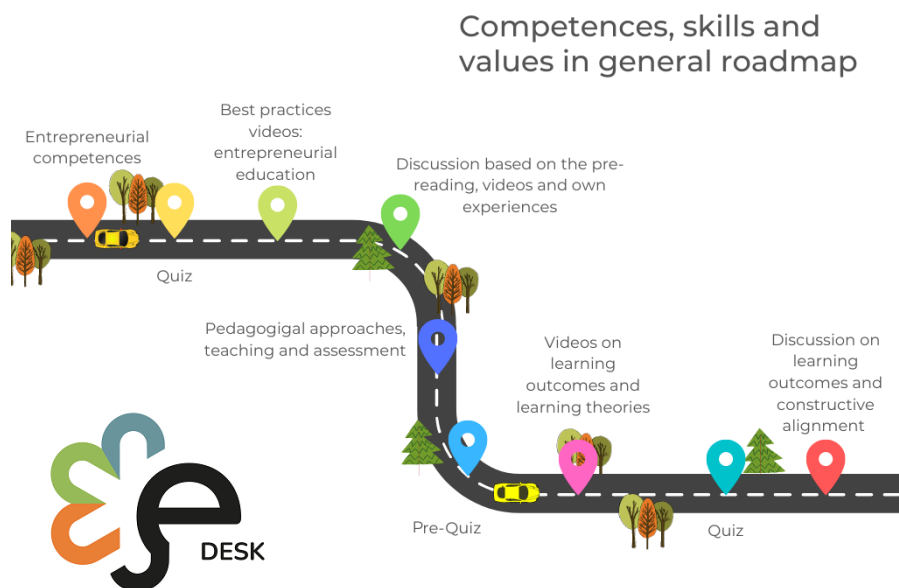 Competences, skills and
values in general roadmap
Entrepreneurial
competences
Best practices
videos:
entrepreneurial
education
Discussion based on the pre-
reading, videos and own
experiences
Quiz
Pedagogigal approaches,
teaching and assessment
Videos on
learning
outcomes and
learning theories
Discussion on
learning
outcomes and
constructive
alignment
Pre-Quiz
Quiz
e
DESK